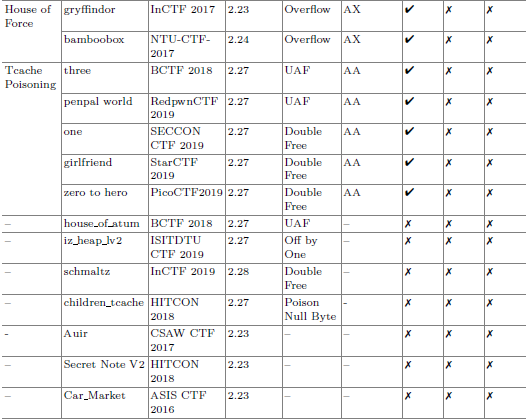 House of Force gryffindor InCTF 2017 2.23 Overflow AX ✔ ✗ ✗
bamboobox NTU-CTF-2017 2.24 Overflow AX ✔ ✗ ✗
Tcache Poisoning three BCTF 2018 2.27 UAF AA ✔ ✗ ✗
penpal world RedpwnCTF 2019 2.27 UAF AA ✔ ✗ ✗
one SECCON CTF 2019 2.27 Double Free AA ✔ ✗ ✗
girlfriend StarCTF 2019 2.27 Double Free AA ✔ ✗ ✗
zero to hero PicoCTF2019 2.27 Double Free AA ✔ ✗ ✗
– house_of_atum BCTF 2018 2.27 UAF – ✗ ✗ ✗
– iz_heap_lv2 ISITDTU CTF 2019 2.27 Off by One – ✗ ✗ ✗
– schmaltz InCTF 2019 2.28 Double Free – ✗ ✗ ✗
– children_tcache HITCON 2018 2.27 Poison Null Byte - ✗ ✗ ✗
- Auir CSAW CTF 2017 2.23 – – ✗ ✗ ✗
– Secret Note V2 HITCON 2018 2.23 – – ✗ ✗ ✗
– Car_Market ASIS CTF 2016 2.23 – – ✗ ✗ ✗